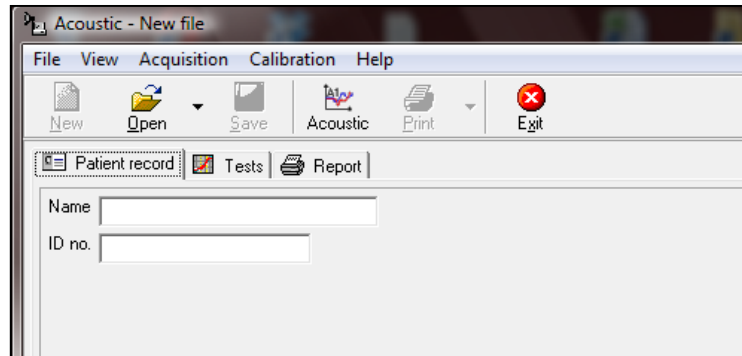 Acoustic - New file
File View Acquisition Calibration Help
New Open Save Acoustic Print Exit
Patient record Tests Report
Name
ID no.